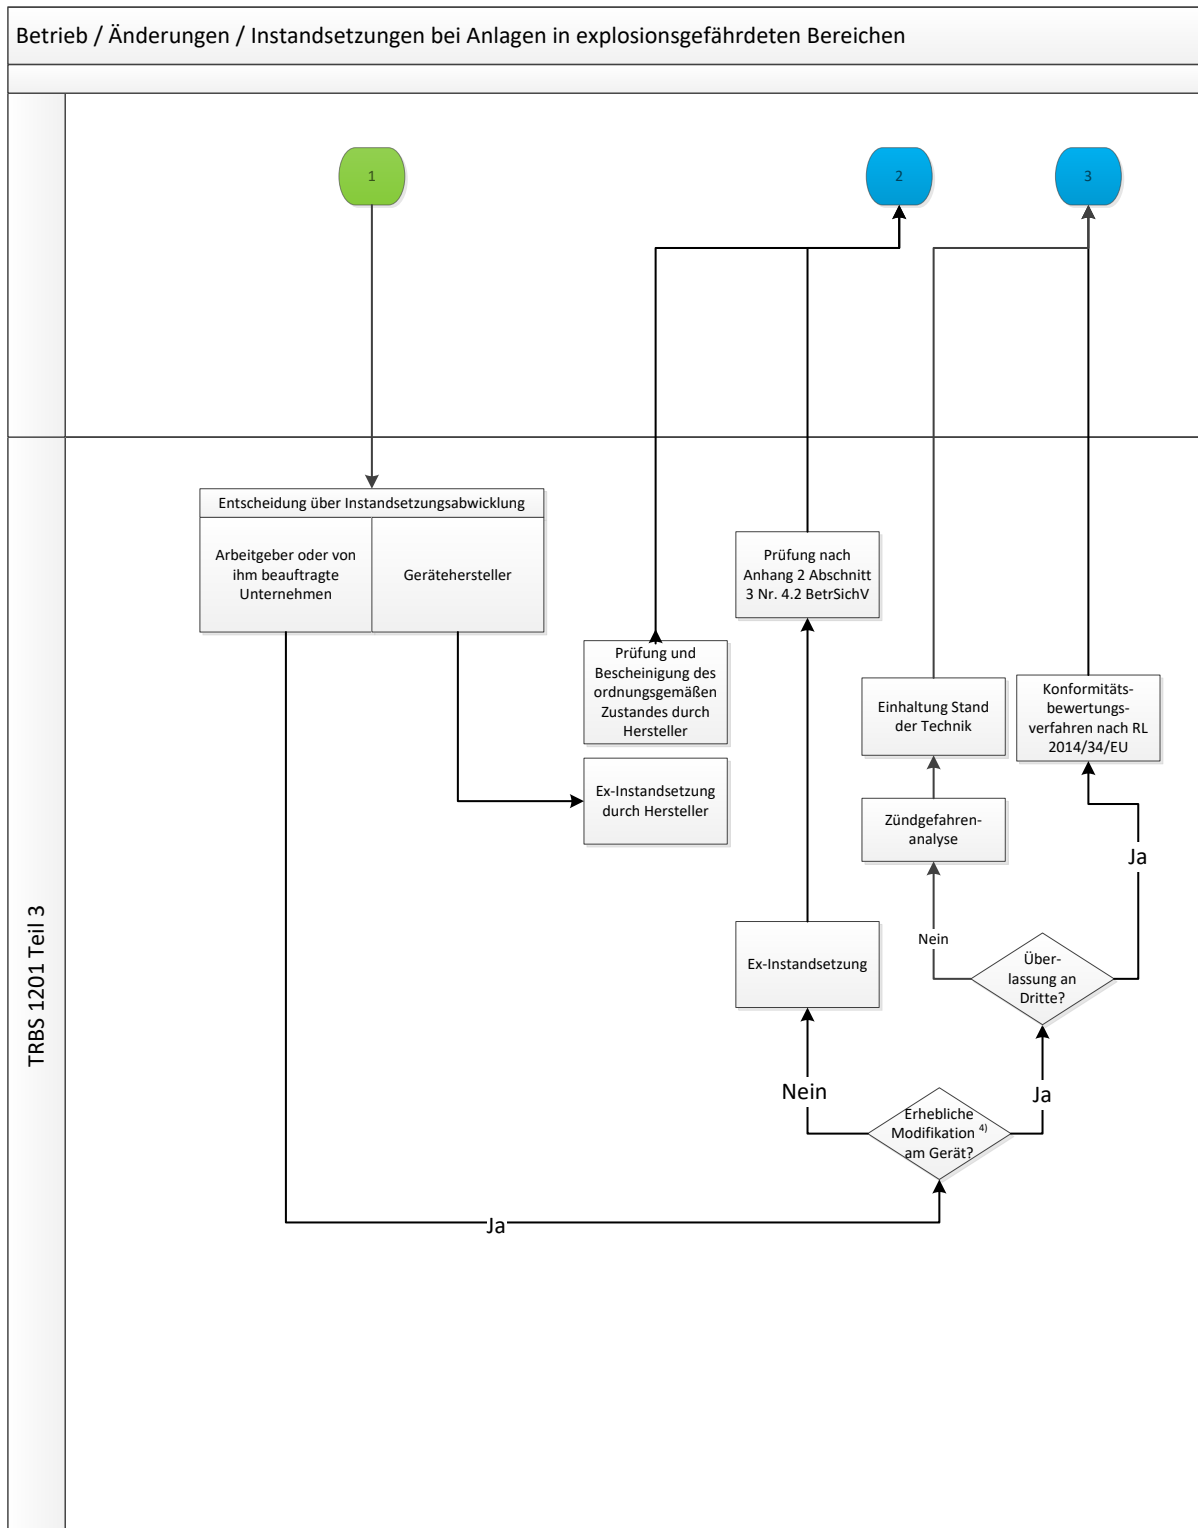 Betrieb / Änderungen / Instandsetzungen bei Anlagen in explosionsgefährdeten Bereichen
1
2
3
TRBS 1201 Teil 3
Entscheidung über Instandsetzungsabwicklung
Arbeitgeber oder von
ihm beauftragte
Unternehmen
Gerätehersteller
Prüfung und
Bescheinigung des
ordnungsgemäßen
Zustandes durch
Hersteller
Ex-Instandsetzung
durch Hersteller
Prüfung nach
Anhang 2 Abschnitt
3 Nr. 4.2 BetrSichV
Ex-Instandsetzung
Einhaltung Stand
der Technik
Zündgefahren-
analyse
Konformitäts-
bewertungs-
verfahren nach RL
2014/34/EU
Ja
Nein
Über-
lassung an
Dritte?
Nein
Ja
Erhebliche
Modifikation 4)
am Gerät?
Ja